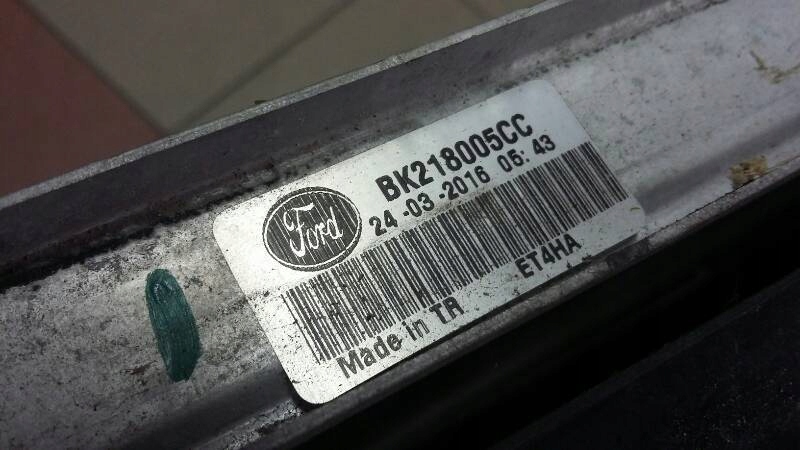 Ford
BK218005CC
24-03-2016 05:43
ET4HA
Made in TR